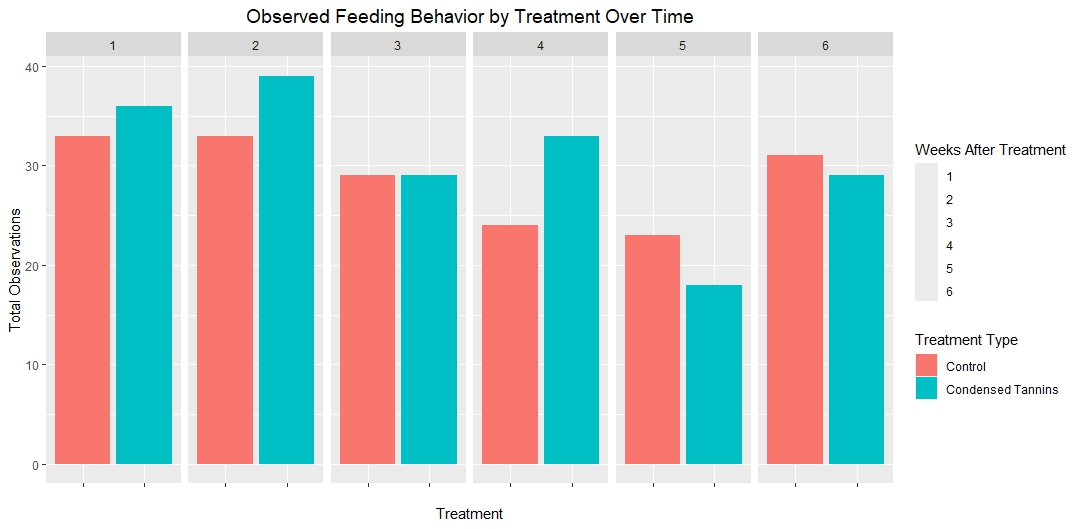 Observed Feeding Behavior by Treatment Over Time
1 2 3 4 5 6
40
30
20
10
0
Total Observations
Treatment
Weeks After Treatment
1
2
3
4
5
6
Treatment Type
Control
Condensed Tannins